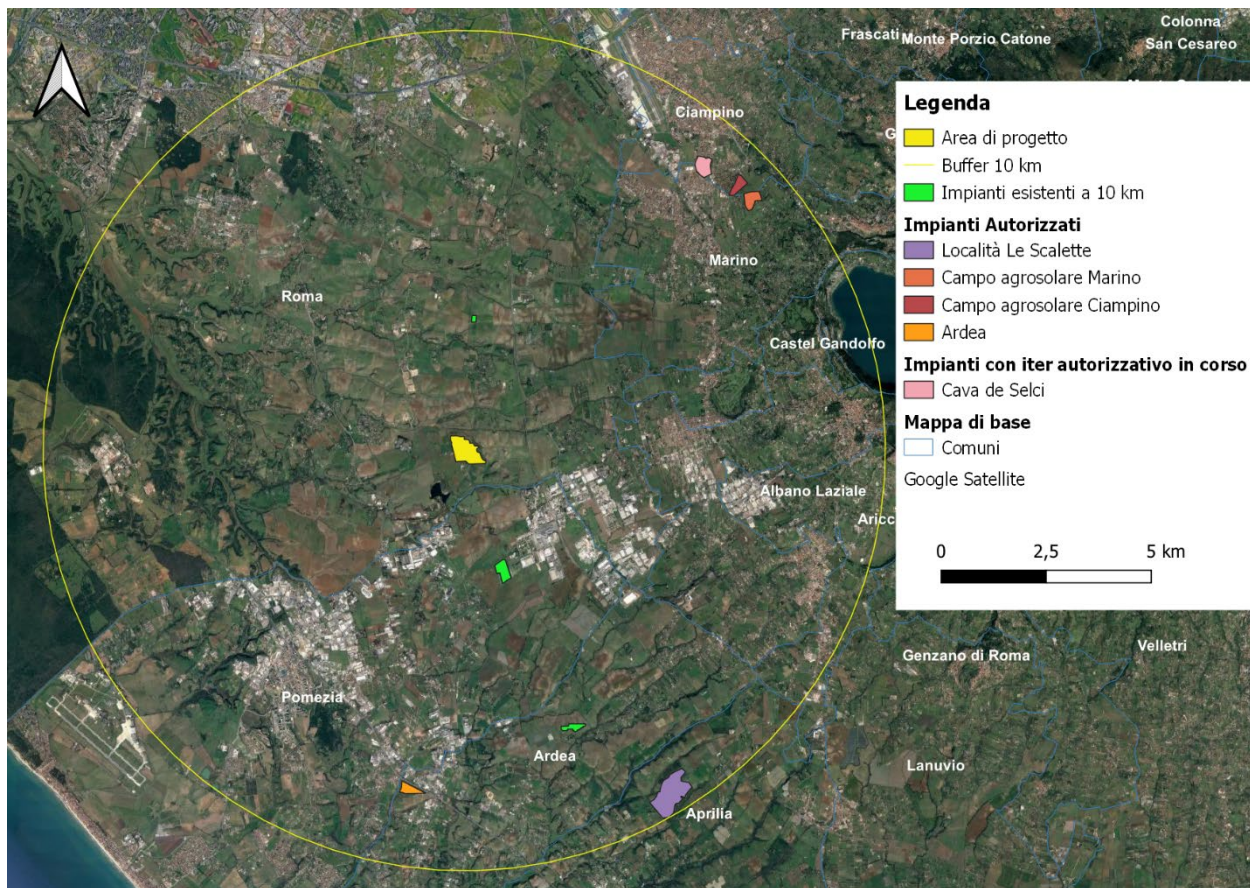 Colonna
Frascati
Monte Porzio Catone
San Cesareo
Ciampino
Marino
Roma
Castel Gandolfo
Albano Laziale
Aricc
Genzano di Roma
Velletri
Pomezia
Ardea
Lanuvio
Aprilia
Legenda
Area di progetto
Buffer 10 km
Impianti esistenti a 10 km
Impianti Autorizzati
Località Le Scalette
Campo agrosolare Marino
Campo agrosolare Ciampino
Ardea
Impianti con iter autorizzativo in corso
Cava de Selci
Mappa di base
Comuni
Google Satellite
0 2,5 5 km